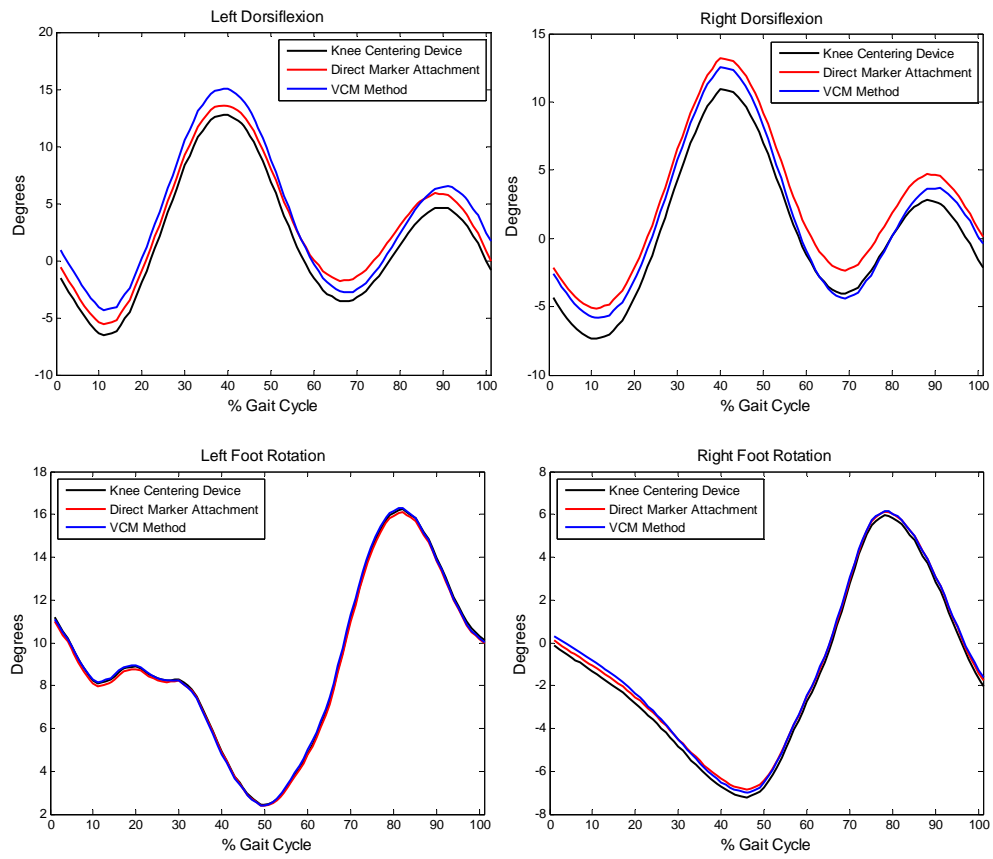 Left Dorsiflexion
20
15
10
5
0
-5
-10
Degrees
Knee Centering Device
Direct Marker Attachment
VCM Method
0 10 20 30 40 50 60 70 80 90 100
% Gait Cycle
Right Dorsiflexion
15
10
5
0
-5
-10
Degrees
Knee Centering Device
Direct Marker Attachment
VCM Method
0 10 20 30 40 50 60 70 80 90 100
% Gait Cycle
Left Foot Rotation
18
16
14
12
10
8
6
4
2
Degrees
Knee Centering Device
Direct Marker Attachment
VCM Method
0 10 20 30 40 50 60 70 80 90 100
% Gait Cycle
Right Foot Rotation
8
6
4
2
0
-2
-4
-6
-8
Degrees
Knee Centering Device
Direct Marker Attachment
VCM Method
0 10 20 30 40 50 60 70 80 90 100
% Gait Cycle